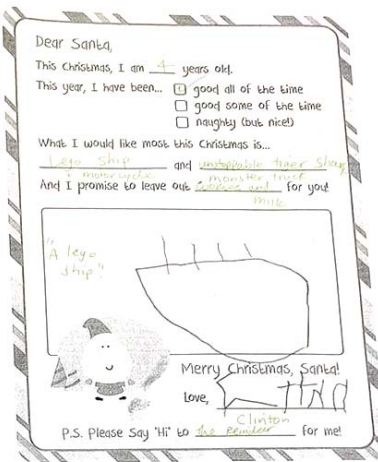 Dear Santa,
This Christmas, I am 4 years old.
This year, I have been... good all of the time
good some of the time
naughty (but nice!)
What I would like most this Christmas is...
Lego Ship and unstoppable tiger Shark
+ motorcycle monster truck
And I promise to leave out cookies and for you!
milk
"A lego
ship"
Merry Christmas, Santa!
Love,
Clinton
P.S. Please Say "Hi" to the Reindeer for me!